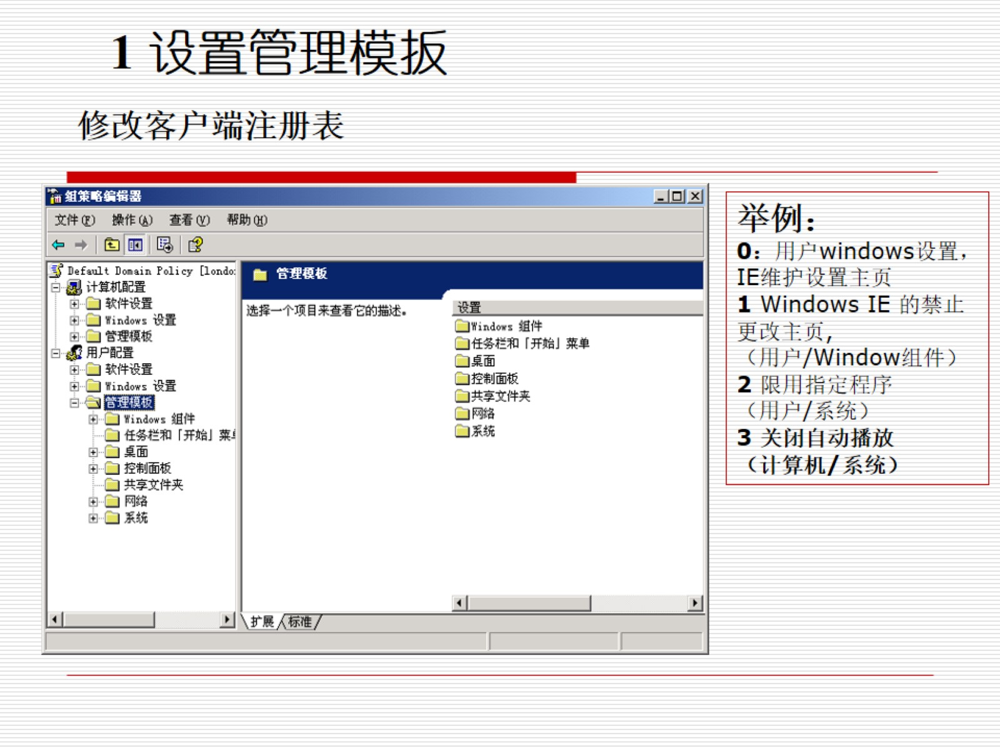 1 设置管理模扳
修改客户端注册表
组策略编辑器
文件(F) 操作(A) 查看(V) 帮助(H)
Default Domain Policy [londo
计算机配置
软件设置
Windows 设置
管理模板
用户配置
软件设置
Windows 设置
管理模板
Windows 组件
任务栏和「开始」菜单
桌面
控制面板
共享文件夹
网络
系统
管理模板
选择一个项目来查看它的描述。
设置
Windows 组件
任务栏和「开始」菜单
桌面
控制面板
共享文件夹
网络
系统
扩展 标准
举例：
0：用户windows设置，
IE维护设置主页
1 Windows IE 的禁止
更改主页,
（用户/Window组件）
2 限用指定程序
（用户/系统）
3 关闭自动播放
（计算机/系统）